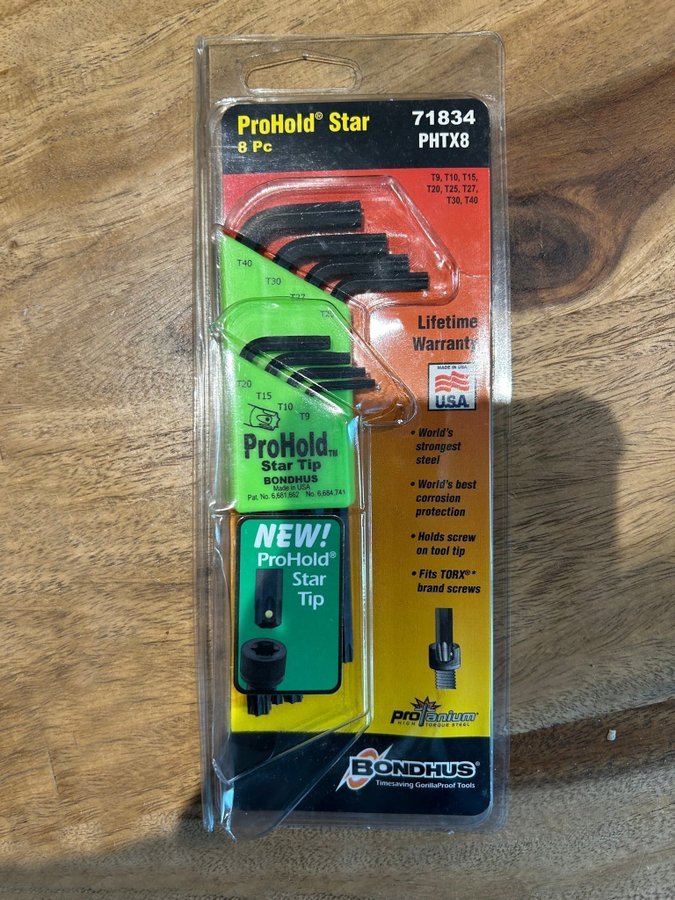 ProHold® Star
8 Pc
71834
PHTX8
T9, T10, T15,
T20, T25, T27,
T30, T40
T40
T30
T27
T25
Lifetime
Warranty
MADE IN USA
U.S.A.
T20
T15
T10
T9
ProHold™
Star Tip
BONDHUS
Made in USA
Pat. No. 6,681,662 No. 6,684,741
• World's
strongest
steel
• World's best
corrosion
protection
• Holds screw
on tool tip
• Fits TORX®*
brand screws
NEW!
ProHold®
Star
Tip
proTanium®
HIGH TORQUE STEEL
BONDHUS®
Timesaving GorillaProof Tools